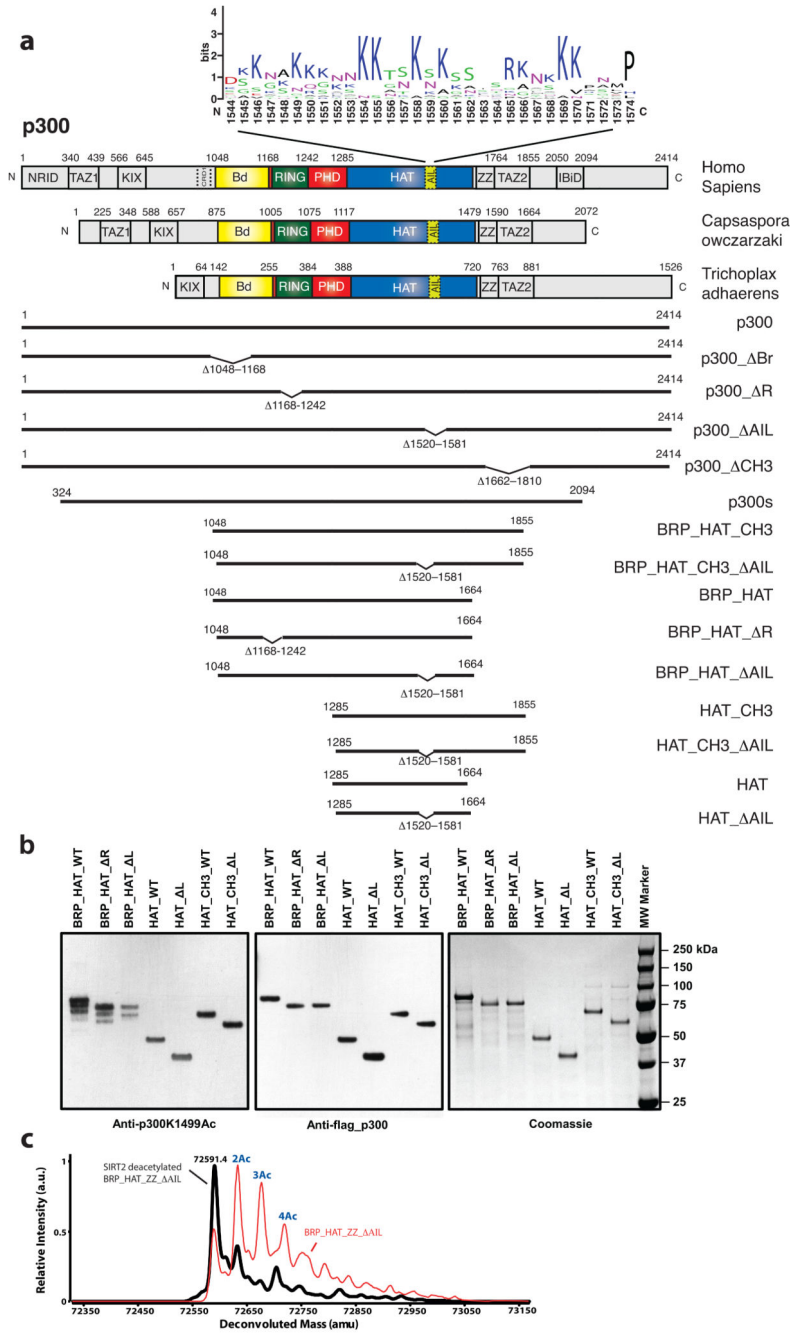 a
4
3
2
1
0
bits
N
1544
1545
1546
1547
1548
1549
1550
1551
1552
1553
1554
1555
1556
1557
1558
1559
1560
1561
1562
1563
1564
1565
1566
1567
1568
1569
1570
1571
1572
1573
1574
C
p300
1 340 439 566 645 1048 1168 1242 1285 1764 1855 2050 2094 2414
N NRID TAZ1 KIX CRD1 Bd RING PHD HAT AIL ZZ TAZ2 IBiD C
Homo
Sapiens
1 225 348 588 657 875 1005 1075 1117 1479 1590 1664 2072
N TAZ1 KIX Bd RING PHD HAT AIL ZZ TAZ2 C
Capsaspora
owczarzaki
1 64 142 255 384 388 720 763 881 1526
N KIX Bd RING PHD HAT AIL ZZ TAZ2 C
Trichoplax
adhaerens
1 2414 p300
1 2414
Δ1048–1168 p300_ΔBr
1 2414
Δ1168-1242 p300_ΔR
1 2414
Δ1520–1581 p300_ΔAIL
1 2414
Δ1662–1810 p300_ΔCH3
324 2094 p300s
1048 1855 BRP_HAT_CH3
1048 1855
Δ1520–1581 BRP_HAT_CH3_ΔAIL
1048 1664 BRP_HAT
1048 1664
Δ1168-1242 BRP_HAT_ΔR
1048 1664
Δ1520–1581 BRP_HAT_ΔAIL
1285 1855 HAT_CH3
1285 1855
Δ1520–1581 HAT_CH3_ΔAIL
1285 1664 HAT
1285 1664
Δ1520–1581 HAT_ΔAIL
b
BRP_HAT_WT
BRP_HAT_ΔR
BRP_HAT_ΔL
HAT_WT
HAT_ΔL
HAT_CH3_WT
HAT_CH3_ΔL
BRP_HAT_WT
BRP_HAT_ΔR
BRP_HAT_ΔL
HAT_WT
HAT_ΔL
HAT_CH3_WT
HAT_CH3_ΔL
BRP_HAT_WT
BRP_HAT_ΔR
BRP_HAT_ΔL
HAT_WT
HAT_ΔL
HAT_CH3_WT
HAT_CH3_ΔL
MW Marker
250 kDa
150
100
75
50
37
25
Anti-p300K1499Ac
Anti-flag_p300
Coomassie
c
Relative Intensity (a.u.)
1
0.5
0
SIRT2 deacetylated
BRP_HAT_ZZ_ΔAIL
72591.4
2Ac
3Ac
4Ac
BRP_HAT_ZZ_ΔAIL
72350 72450 72550 72650 72750 72850 72950 73050 73150
Deconvoluted Mass (amu)